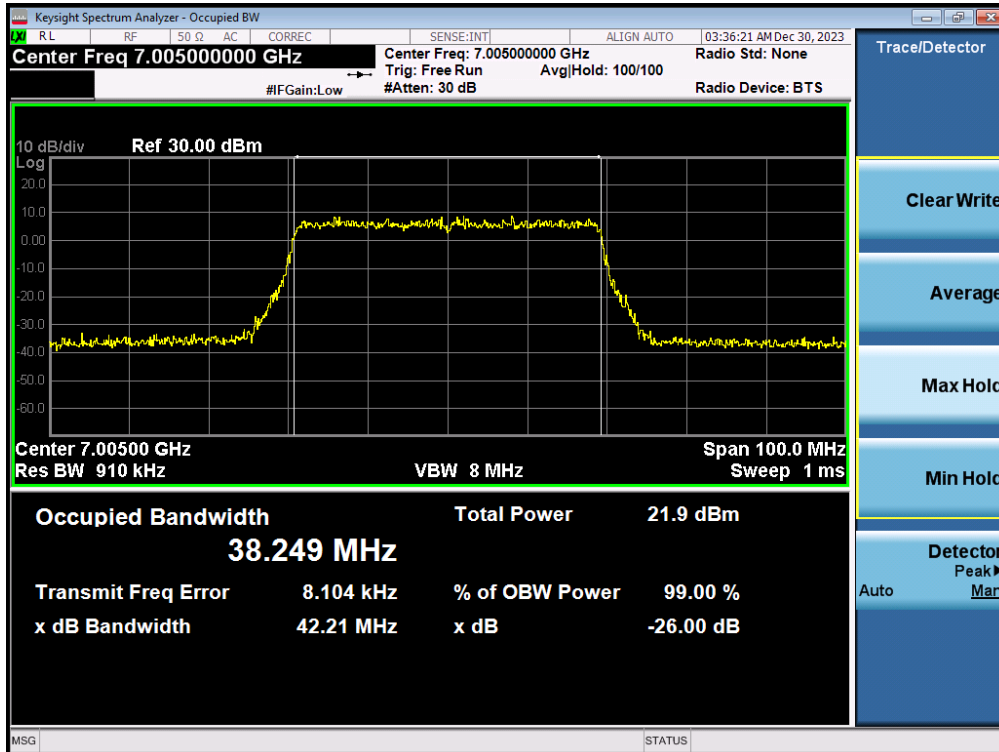 Keysight Spectrum Analyzer - Occupied BW
LXI RL RF 50 Ω AC CORREC SENSE:INT ALIGN AUTO 03:36:21 AM Dec 30, 2023
Center Freq 7.005000000 GHz
Center Freq: 7.005000000 GHz Radio Std: None
Trig: Free Run Avg|Hold: 100/100
#IFGain:Low #Atten: 30 dB Radio Device: BTS
10 dB/div Ref 30.00 dBm
Log
20.0
10.0
0.00
-10.0
-20.0
-30.0
-40.0
-50.0
-60.0
Center 7.00500 GHz Span 100.0 MHz
Res BW 910 kHz VBW 8 MHz Sweep 1 ms
Occupied Bandwidth Total Power 21.9 dBm
38.249 MHz
Transmit Freq Error 8.104 kHz % of OBW Power 99.00 %
x dB Bandwidth 42.21 MHz x dB -26.00 dB
Trace/Detector
Clear Write
Average
Max Hold
Min Hold
Detector
Peak▶
Auto Man
MSG STATUS